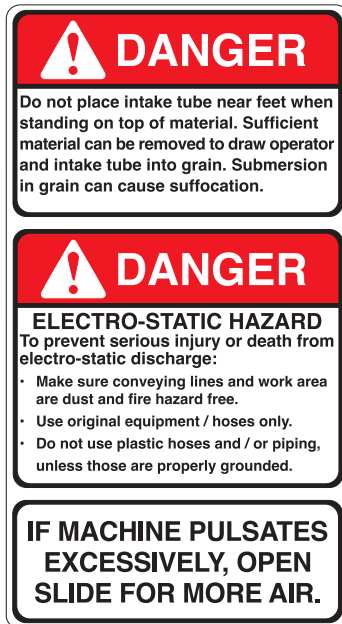 DANGER
Do not place intake tube near feet when
standing on top of material. Sufficient
material can be removed to draw operator
and intake tube into grain. Submersion
in grain can cause suffocation.
DANGER
ELECTRO-STATIC HAZARD
To prevent serious injury or death from
electro-static discharge:
· Make sure conveying lines and work area
are dust and fire hazard free.
· Use original equipment / hoses only.
· Do not use plastic hoses and / or piping,
unless those are properly grounded.
IF MACHINE PULSATES
EXCESSIVELY, OPEN
SLIDE FOR MORE AIR.